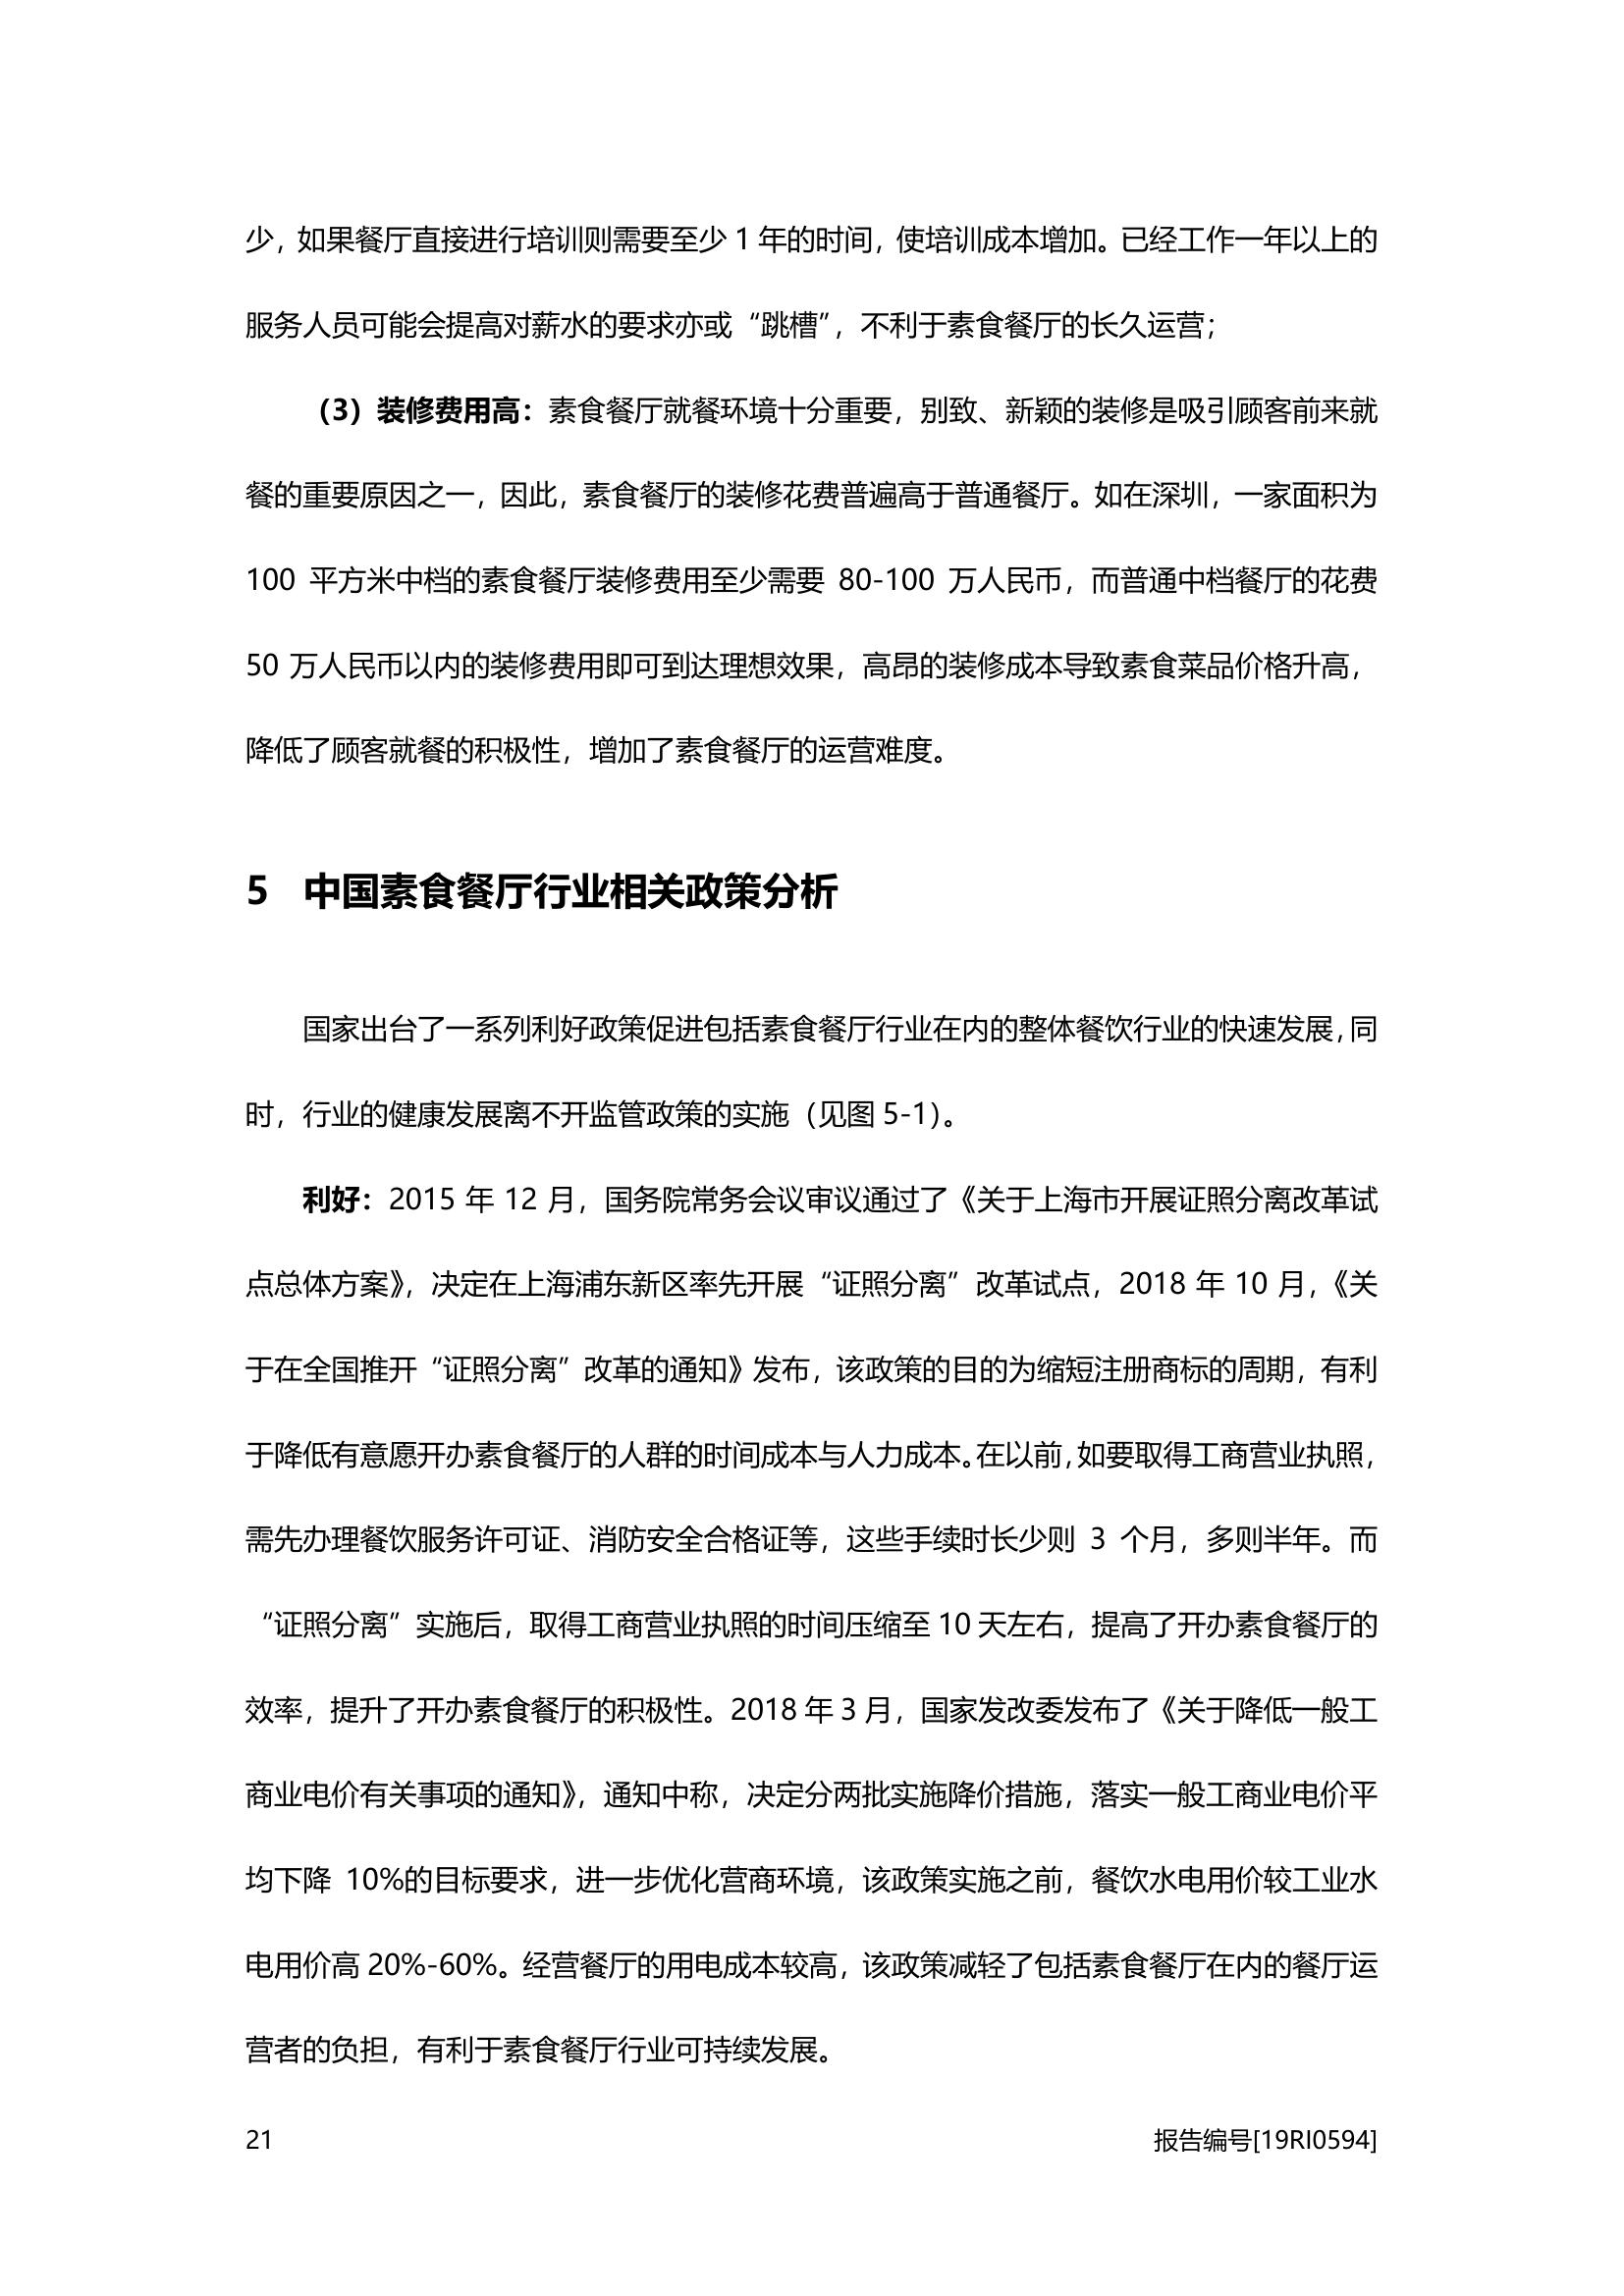 少，如果餐厅直接进行培训则需要至少 1 年的时间，使培训成本增加。已经工作一年以上的
服务人员可能会提高对薪水的要求亦或“跳槽”，不利于素食餐厅的长久运营；
（3）装修费用高：素食餐厅就餐环境十分重要，别致、新颖的装修是吸引顾客前来就
餐的重要原因之一，因此，素食餐厅的装修花费普遍高于普通餐厅。如在深圳，一家面积为
100 平方米中档的素食餐厅装修费用至少需要 80-100 万人民币，而普通中档餐厅的花费
50 万人民币以内的装修费用即可到达理想效果，高昂的装修成本导致素食菜品价格升高，
降低了顾客就餐的积极性，增加了素食餐厅的运营难度。
5 中国素食餐厅行业相关政策分析
国家出台了一系列利好政策促进包括素食餐厅行业在内的整体餐饮行业的快速发展，同
时，行业的健康发展离不开监管政策的实施（见图 5-1）。
利好：2015 年 12 月，国务院常务会议审议通过了《关于上海市开展证照分离改革试
点总体方案》，决定在上海浦东新区率先开展“证照分离”改革试点，2018 年 10 月，《关
于在全国推开“证照分离”改革的通知》发布，该政策的目的为缩短注册商标的周期，有利
于降低有意愿开办素食餐厅的人群的时间成本与人力成本。在以前，如要取得工商营业执照，
需先办理餐饮服务许可证、消防安全合格证等，这些手续时长少则 3 个月，多则半年。而
“证照分离”实施后，取得工商营业执照的时间压缩至 10 天左右，提高了开办素食餐厅的
效率，提升了开办素食餐厅的积极性。2018 年 3 月，国家发改委发布了《关于降低一般工
商业电价有关事项的通知》，通知中称，决定分两批实施降价措施，落实一般工商业电价平
均下降 10%的目标要求，进一步优化营商环境，该政策实施之前，餐饮水电用价较工业水
电用价高 20%-60%。经营餐厅的用电成本较高，该政策减轻了包括素食餐厅在内的餐厅运
营者的负担，有利于素食餐厅行业可持续发展。
21 报告编号[19RI0594]